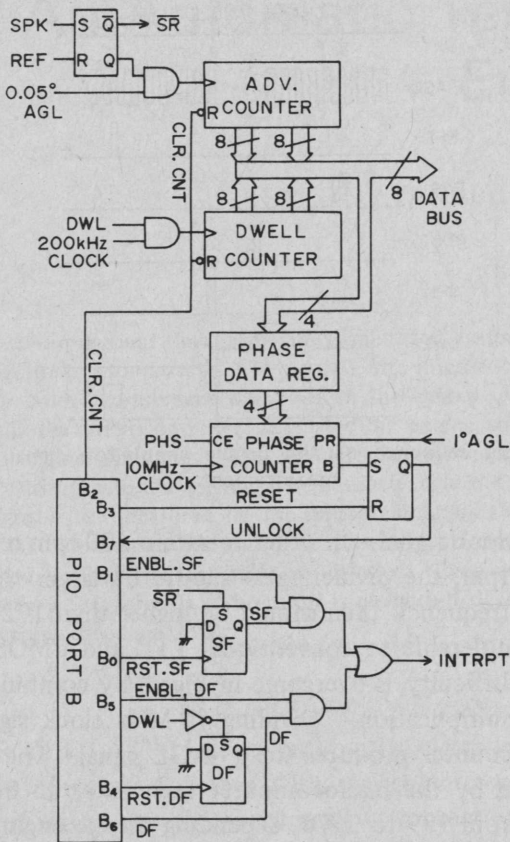 SPK S Q̅ S̅R̅
REF R Q
0.05°
AGL
ADV.
R COUNTER
CLR. CNT
8 8
8 DATA
BUS
8 8
DWL
200kHz
CLOCK
DWELL
R COUNTER
4
PHASE
DATA REG.
4
CLR.CNT
PHS CE PHASE PR 1°AGL
10MHz COUNTER B S Q
CLOCK
RESET R
B2
B3
UNLOCK
B7
B1 ENBL.SF
S̅R̅
D S Q SF
SF
B0 RST.SF
PIO PORT B
INTRPT
B5 ENBL.DF
DWL
D S Q DF
DF
B4 RST.DF
B6 DF